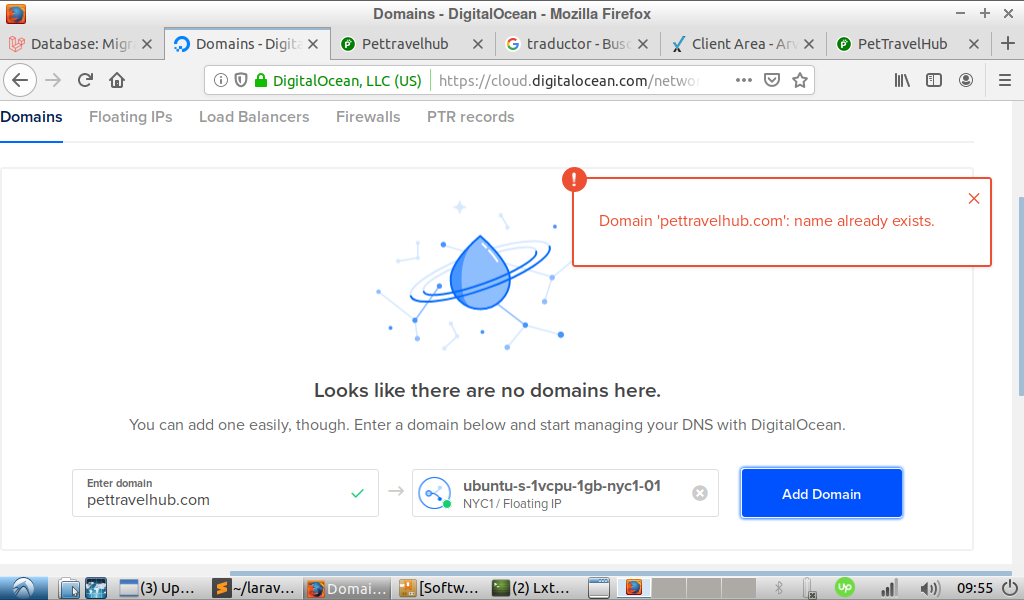 Domains - DigitalOcean - Mozilla Firefox
Database: Migr
Domains - Digita
Pettravelhub
traductor - Busc
Client Area - Arv
PetTravelHub
DigitalOcean, LLC (US)
https://cloud.digitalocean.com/networ
Domains
Floating IPs
Load Balancers
Firewalls
PTR records
Domain 'pettravelhub.com': name already exists.
Looks like there are no domains here.
You can add one easily, though. Enter a domain below and start managing your DNS with DigitalOcean.
Enter domain
pettravelhub.com
ubuntu-s-1vcpu-1gb-nyc1-01
NYC1 / Floating IP
Add Domain
(3) Up...
~/larav...
Domai...
[Softw...
(2) Lxt...
Up
09:55